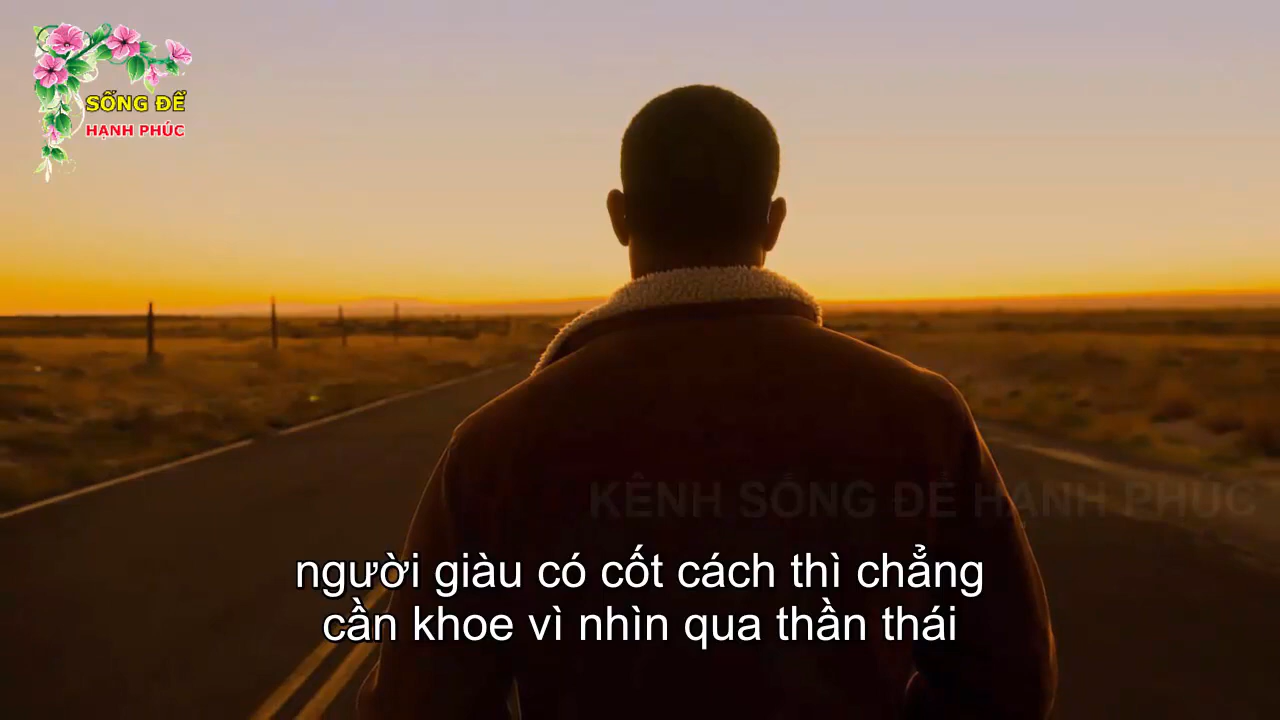 SỐNG ĐỂ
HẠNH PHÚC
KÊNH SỐNG ĐỂ HẠNH PHÚC
người giàu có cốt cách thì chẳng
cần khoe vì nhìn qua thần thái